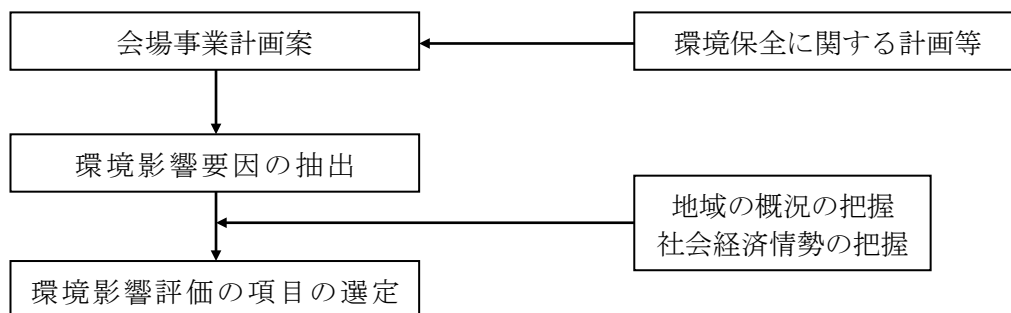 会場事業計画案
環境保全に関する計画等
環境影響要因の抽出
地域の概況の把握
社会経済情勢の把握
環境影響評価の項目の選定